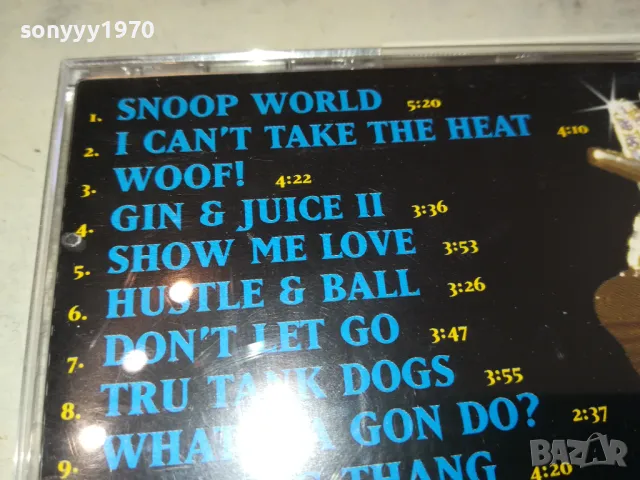 sonyyy1970
1. SNOOP WORLD 5:20
2. I CAN'T TAKE THE HEAT 4:10
3. WOOF! 4:22
4. GIN & JUICE II 3:36
5. SHOW ME LOVE 3:53
6. HUSTLE & BALL 3:26
7. DON'T LET GO 3:47
8. TRU TANK DOGS 3:55
9. GON DO? 2:37
THANG 4:20
BAZAR